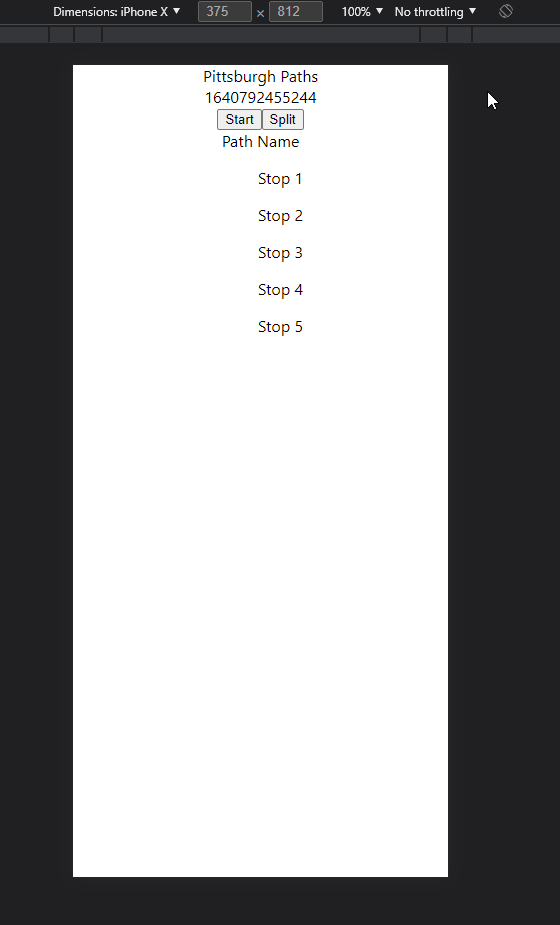 Dimensions: iPhone X ▼ 375 × 812 100% ▼ No throttling ▼
Pittsburgh Paths
1640792455244
Start Split
Path Name
Stop 1
Stop 2
Stop 3
Stop 4
Stop 5